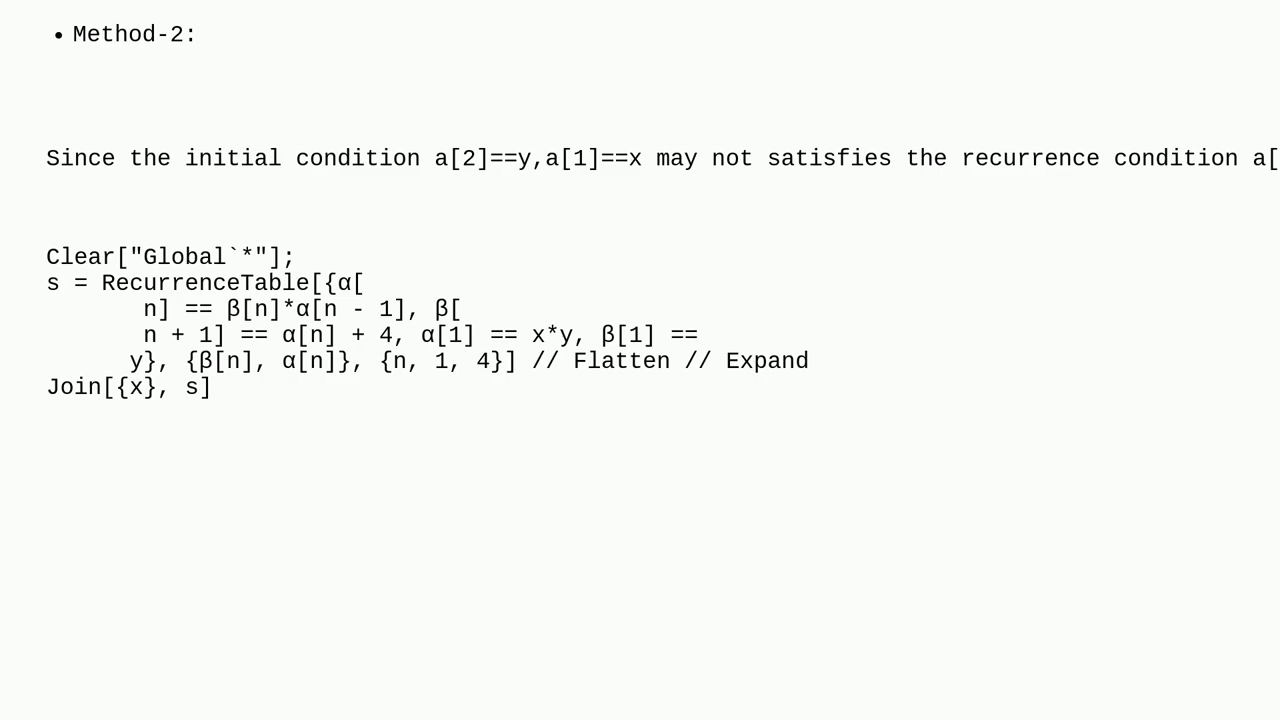 • Method-2:
Since the initial condition a[2]==y,a[1]==x may not satisfies the recurrence condition a[
Clear["Global`*"];
s = RecurrenceTable[{α[
       n] == β[n]*α[n - 1], β[
       n + 1] == α[n] + 4, α[1] == x*y, β[1] ==
      y}, {β[n], α[n]}, {n, 1, 4}] // Flatten // Expand
Join[{x}, s]